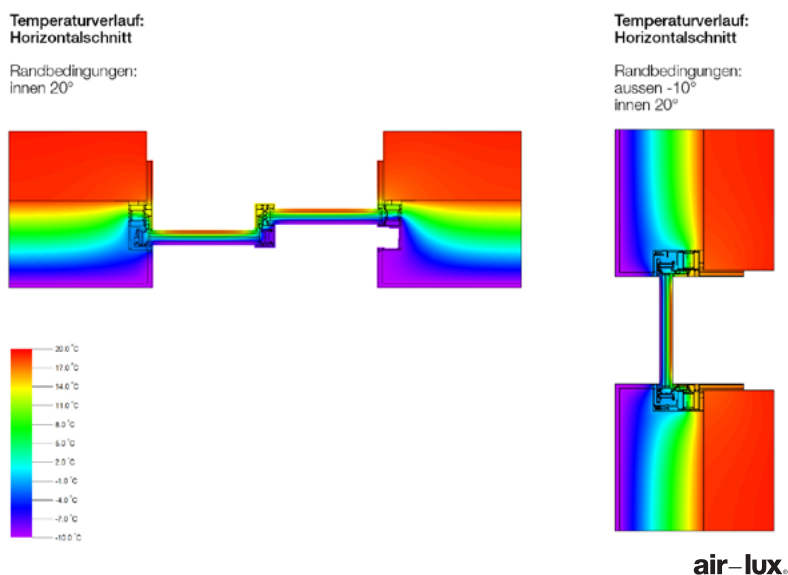 Temperaturverlauf:
Horizontalschnitt
Randbedingungen:
innen 20°
Temperaturverlauf:
Horizontalschnitt
Randbedingungen:
aussen -10°
innen 20°
20.0 °C
17.0 °C
14.0 °C
11.0 °C
8.0 °C
5.0 °C
2.0 °C
-1.0 °C
-4.0 °C
-7.0 °C
-10.0 °C
air–lux®